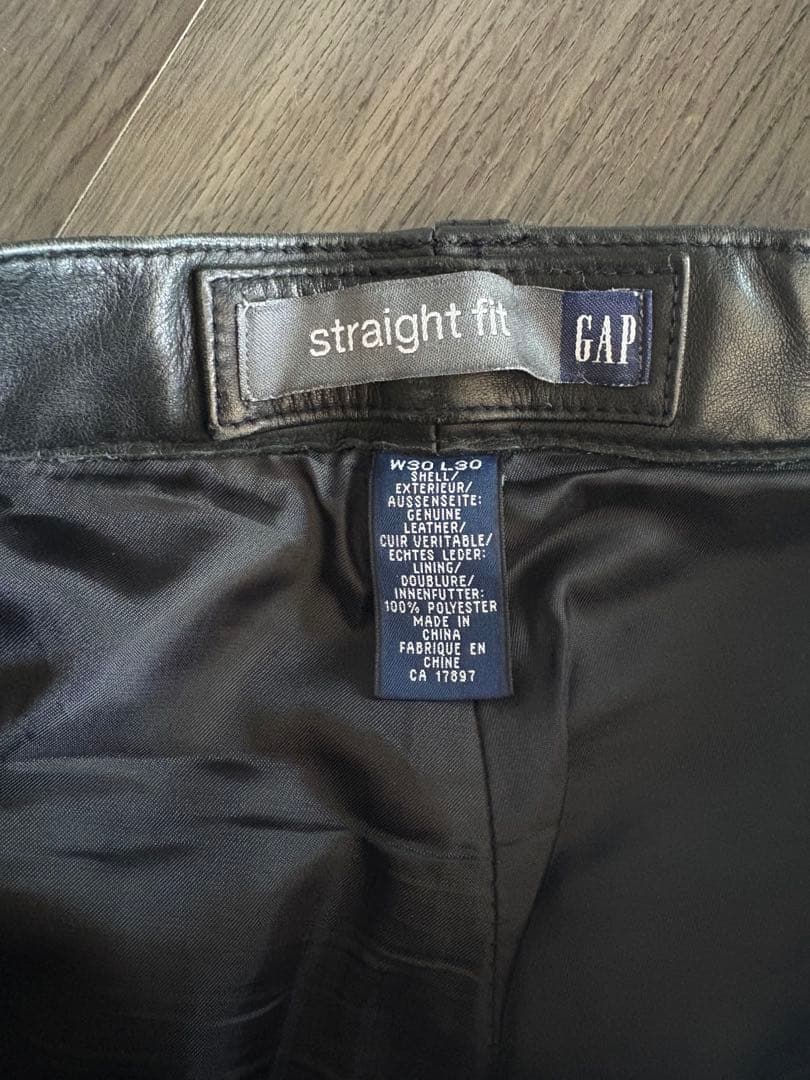 straight fit GAP
W30 L30
SHELL/
EXTERIEUR/
AUSSENSEITE:
GENUINE
LEATHER/
CUIR VERITABLE/
ECHTES LEDER:
LINING/
DOUBLURE/
INNENFUTTER:
100% POLYESTER
MADE IN
CHINA
FABRIQUE EN
CHINE
CA 17897